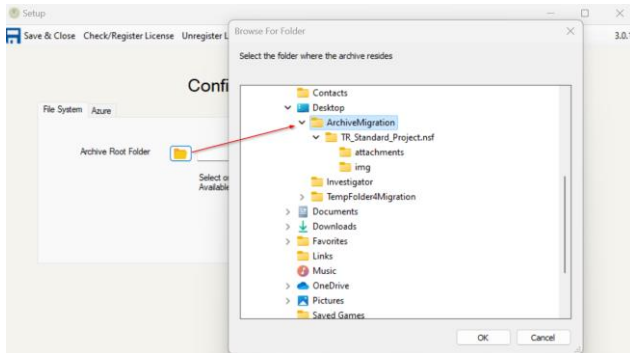 Setup
Save & Close Check/Register License Unregister L
3.0.
Confi
File System Azure
Archive Root Folder
Select o
Available
Browse For Folder
Select the folder where the archive resides
Contacts
Desktop
ArchiveMigration
TR_Standard_Project.nsf
attachments
img
Investigator
TempFolder4Migration
Documents
Downloads
Favorites
Links
Music
OneDrive
Pictures
Saved Games
OK Cancel